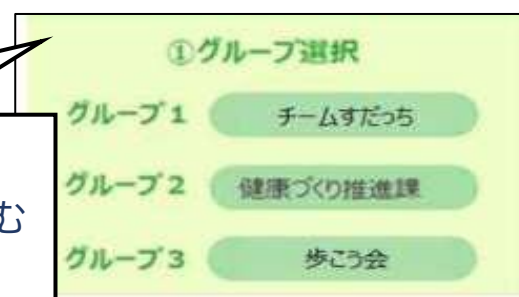 ①グループ選択
グループ1 チームすだっち
グループ2 健康づくり推進課
グループ3 歩こう会
む